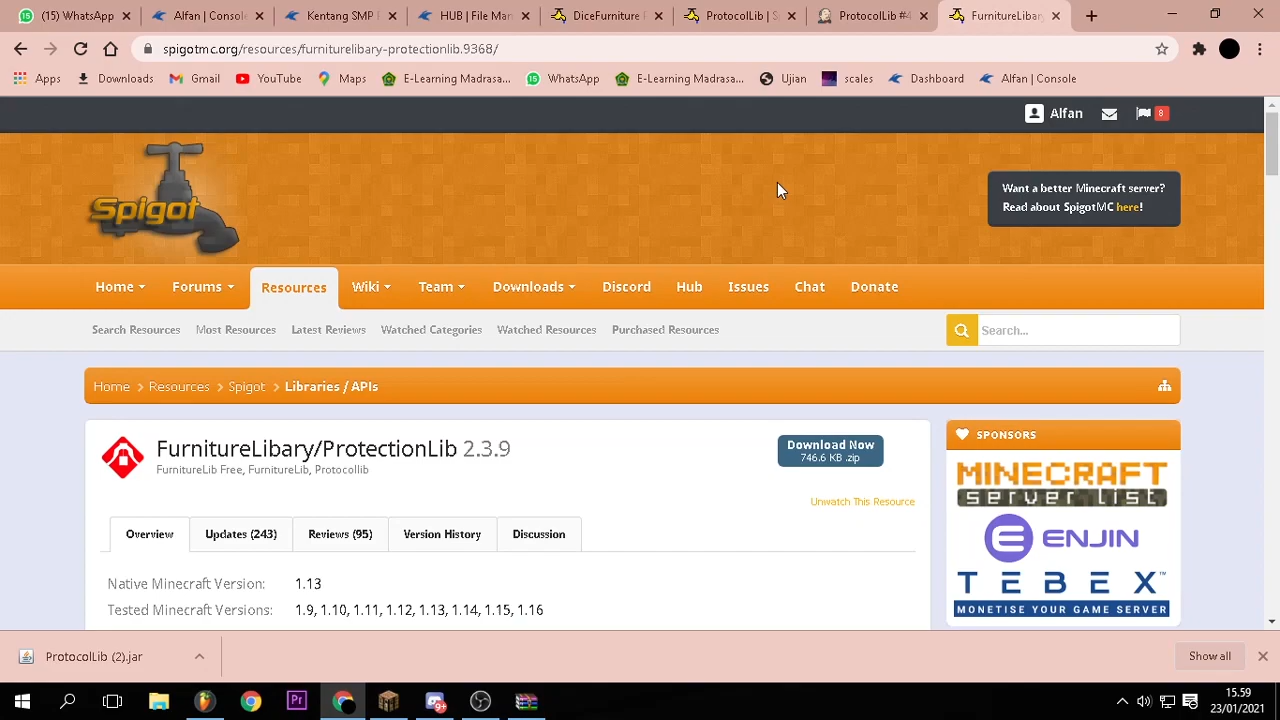 (15) WhatsApp
Alfan | Console
Kentang SMP
HUB | File Man
DiceFurniture
ProtocolLib | S
ProtocolLib #4
FurnitureLibary
spigotmc.org/resources/furniturelibary-protectionlib.9368/
Apps
Downloads
Gmail
YouTube
Maps
E-Learning Madrasa...
WhatsApp
E-Learning Madrasa...
Ujian
scales
Dashboard
Alfan | Console
Alfan
8
Spigot
Want a better Minecraft server?
Read about SpigotMC here!
Home
Forums
Resources
Wiki
Team
Downloads
Discord
Hub
Issues
Chat
Donate
Search Resources
Most Resources
Latest Reviews
Watched Categories
Watched Resources
Purchased Resources
Search...
Home
Resources
Spigot
Libraries / APIs
FurnitureLibary/ProtectionLib 2.3.9
FurnitureLib Free, FurnitureLib, Protocollib
Download Now
746.6 KB .zip
Unwatch This Resource
SPONSORS
MINECRAFT
server list
ENJIN
TEBEX™
MONETISE YOUR GAME SERVER
Overview
Updates (243)
Reviews (95)
Version History
Discussion
Native Minecraft Version:
1.13
Tested Minecraft Versions:
1.9, 1.10, 1.11, 1.12, 1.13, 1.14, 1.15, 1.16
ProtocolLib (2).jar
Show all
Pr
15.59
23/01/2021